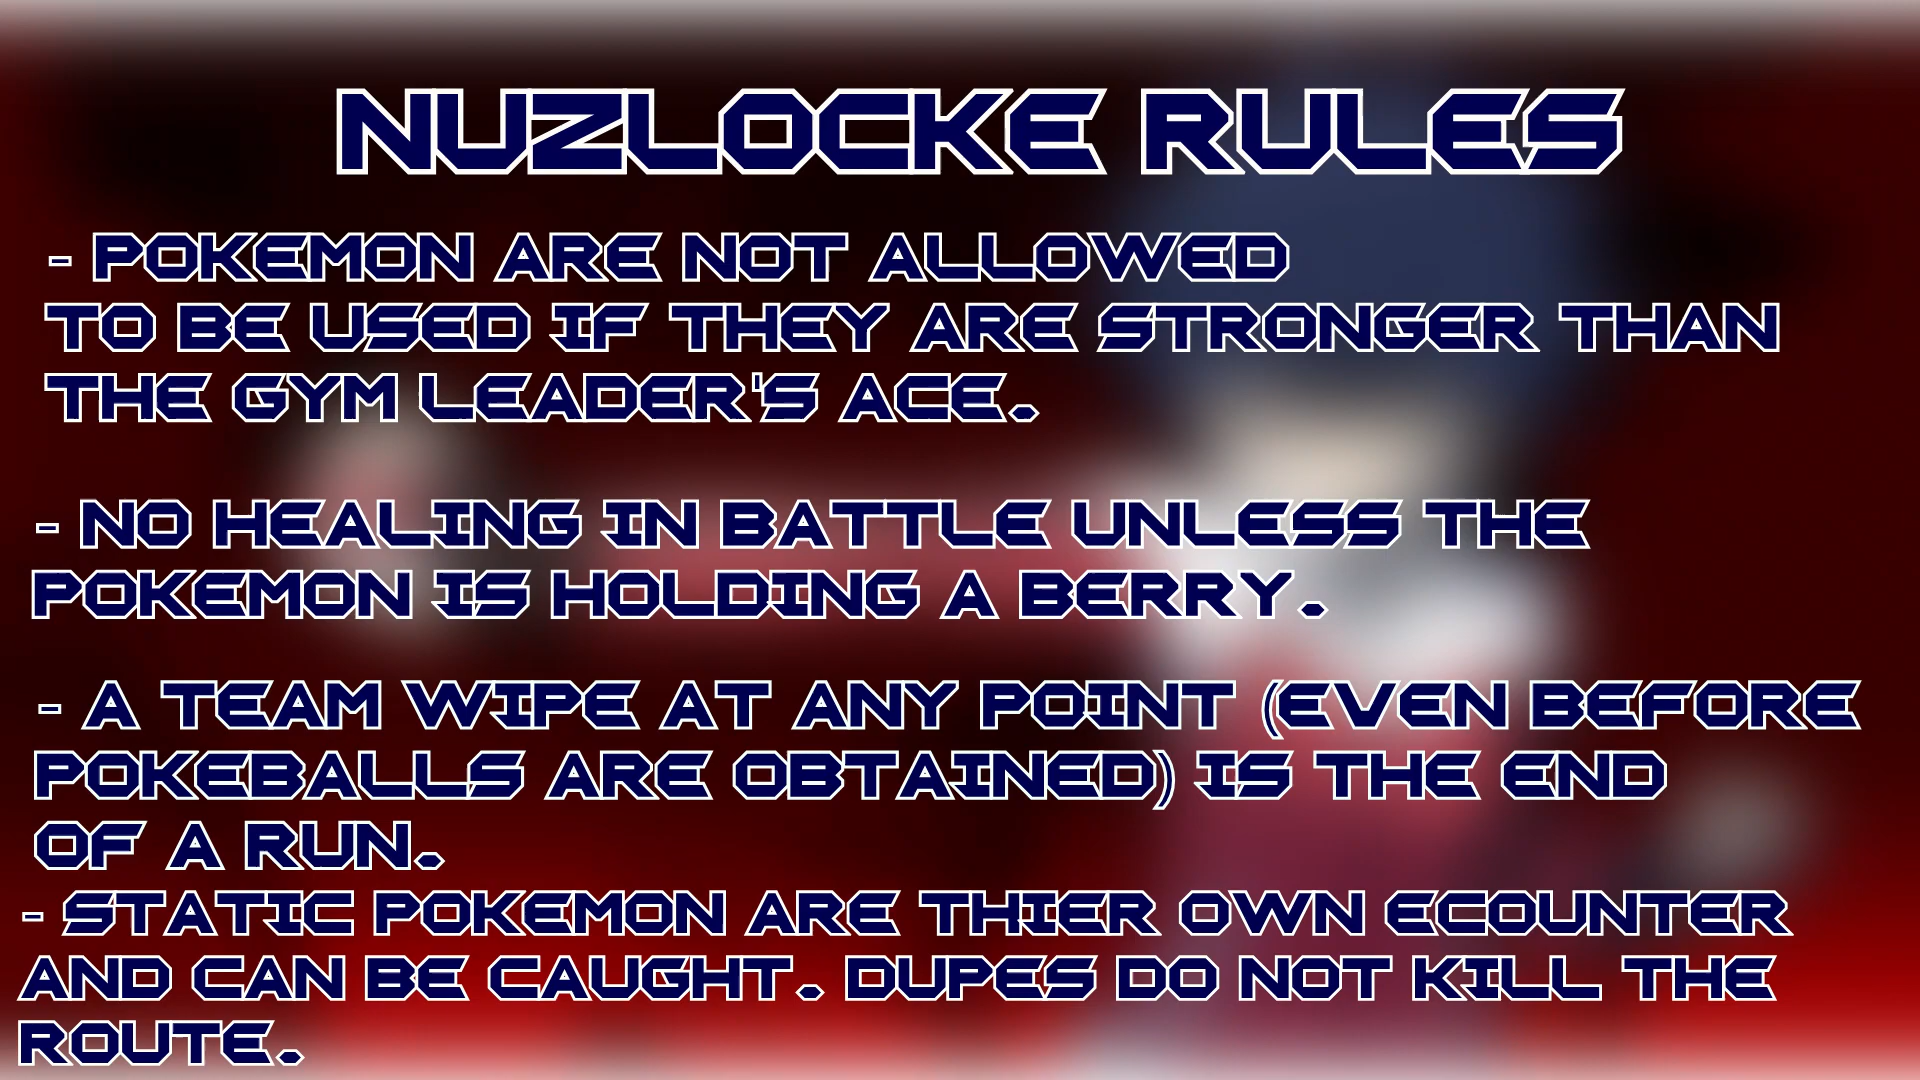 NUZLOCKE RULES
- POKEMON ARE NOT ALLOWED
TO BE USED IF THEY ARE STRONGER THAN
THE GYM LEADER'S ACE.
- NO HEALING IN BATTLE UNLESS THE
POKEMON IS HOLDING A BERRY.
- A TEAM WIPE AT ANY POINT (EVEN BEFORE
POKEBALLS ARE OBTAINED) IS THE END
OF A RUN.
- STATIC POKEMON ARE THIER OWN ECOUNTER
AND CAN BE CAUGHT. DUPES DO NOT KILL THE
ROUTE.